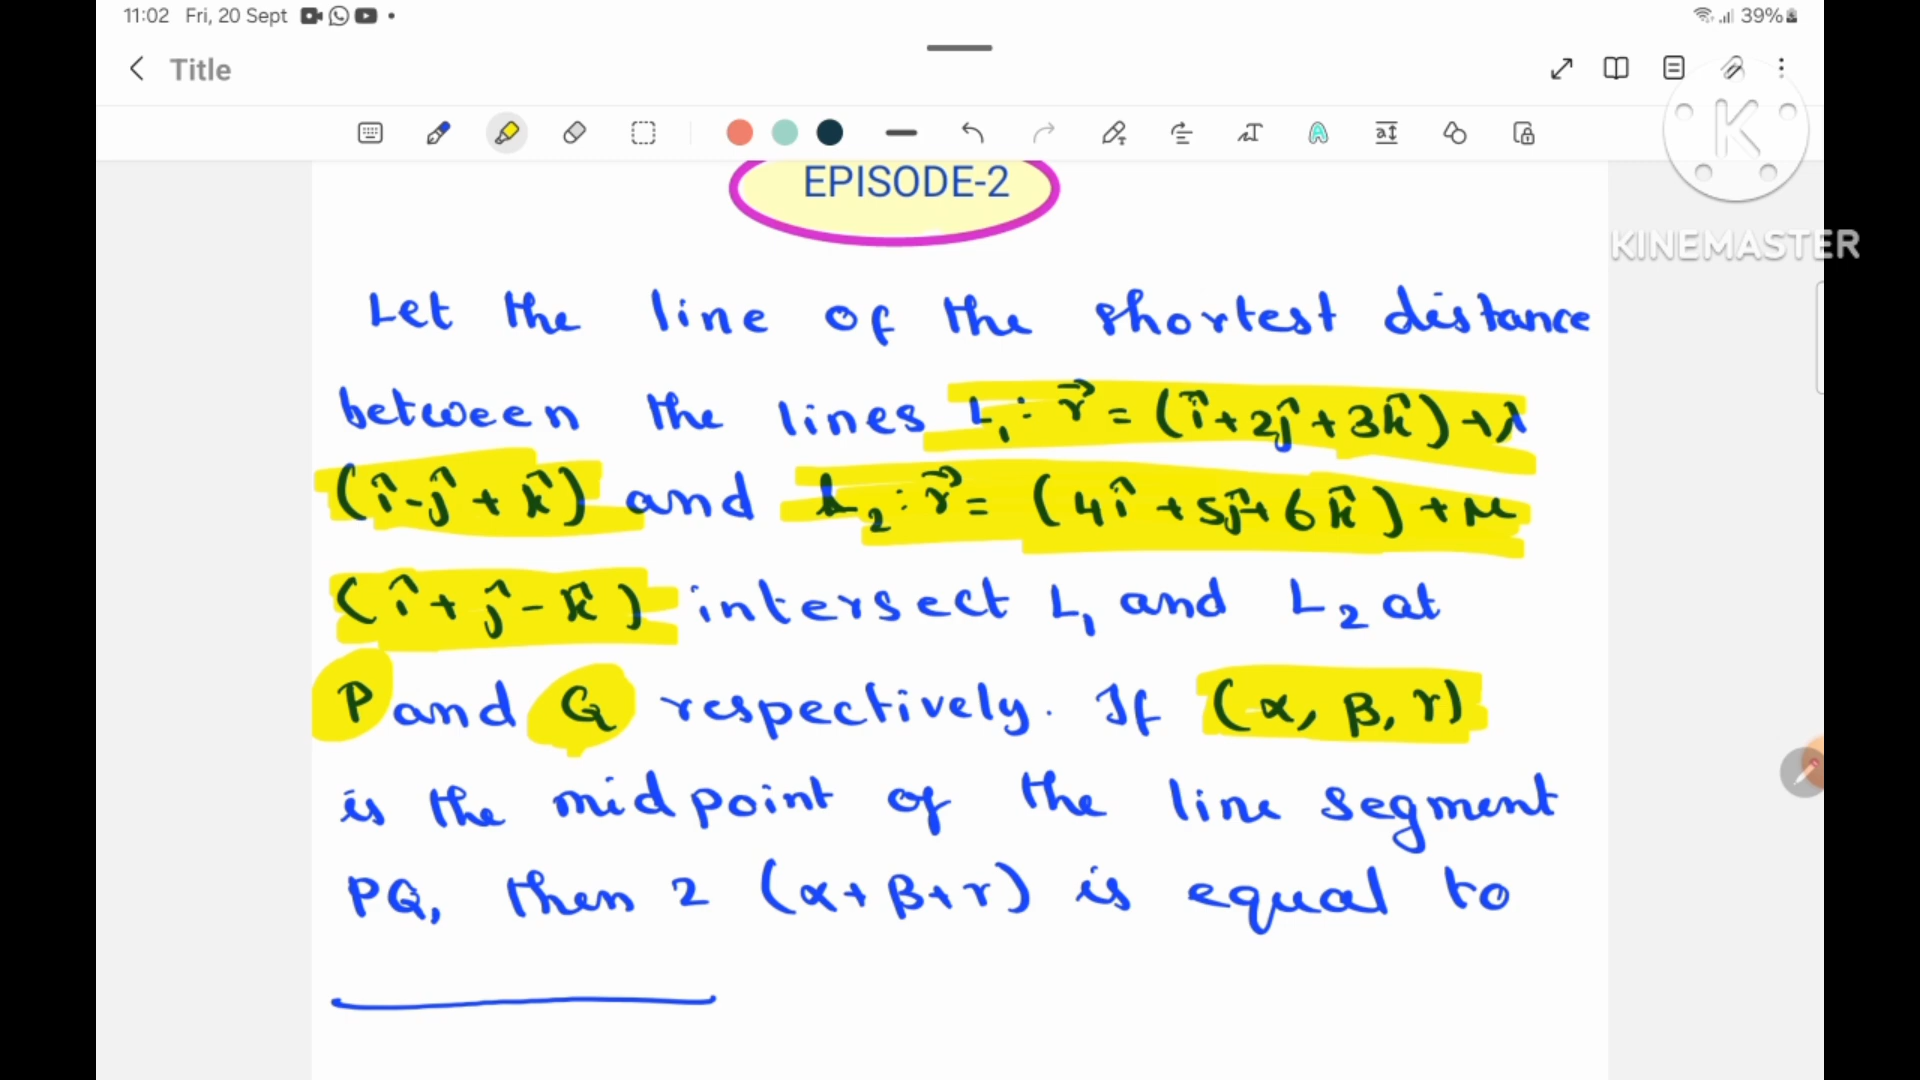 11:02 Fri, 20 Sept
39%
Title
KINEMASTER
EPISODE-2
Let the line of the shortest distance
between the lines L₁: r⃗ = (î+2ĵ+3k̂)+λ
(î-ĵ+k̂) and L₂: r⃗ = (4î+5ĵ+6k̂)+μ
(î+ĵ-k̂) intersect L₁ and L₂ at
P and Q respectively. If (α, β, γ)
is the midpoint of the line segment
PQ, then 2 (α+β+γ) is equal to